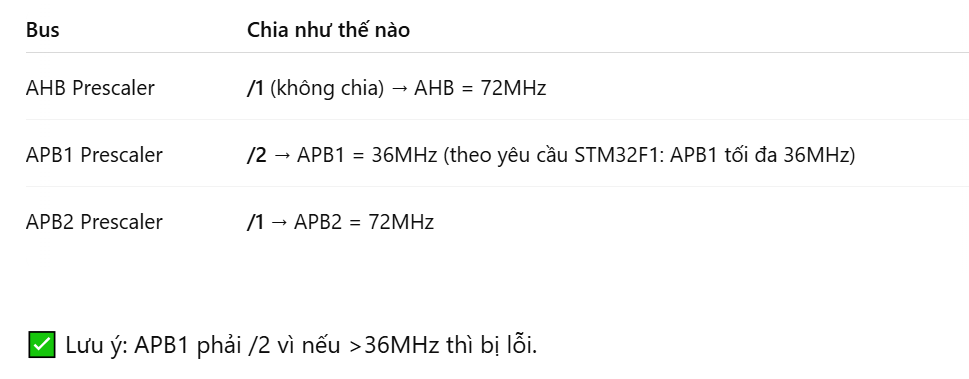 Bus Chia như thế nào
AHB Prescaler /1 (không chia) → AHB = 72MHz
APB1 Prescaler /2 → APB1 = 36MHz (theo yêu cầu STM32F1: APB1 tối đa 36MHz)
APB2 Prescaler /1 → APB2 = 72MHz
✅ Lưu ý: APB1 phải /2 vì nếu >36MHz thì bị lỗi.